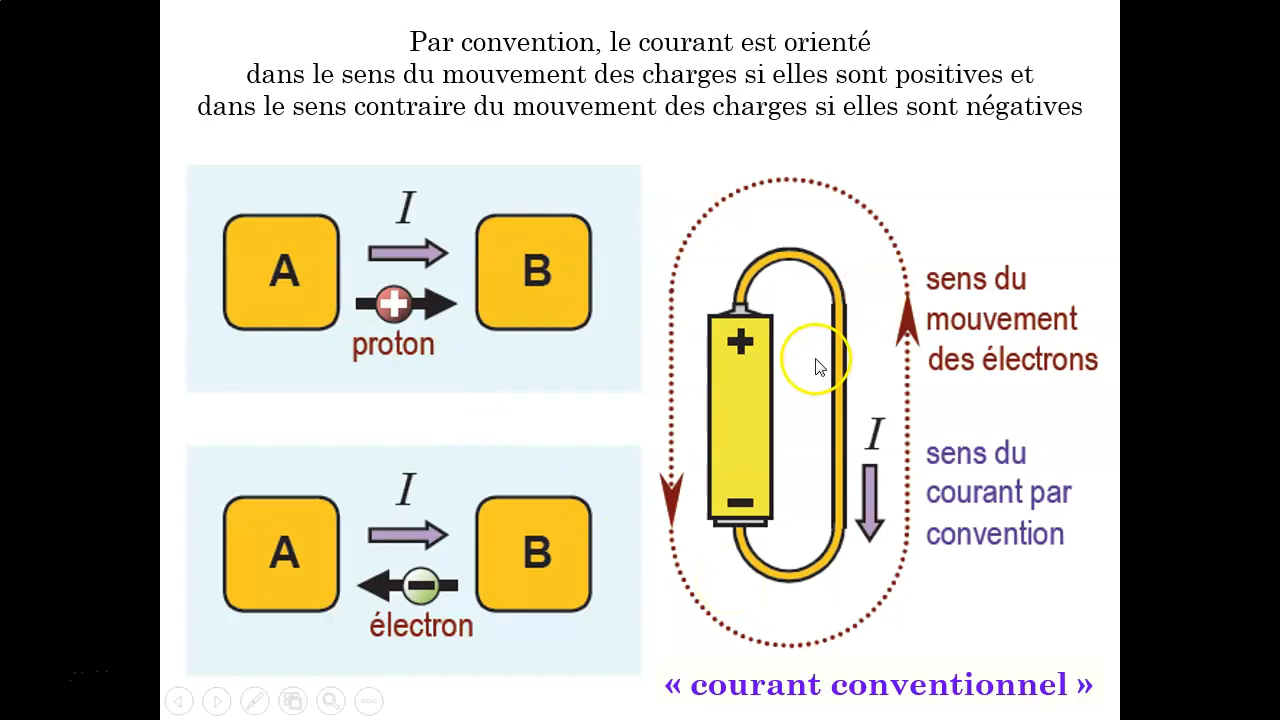 Par convention, le courant est orienté
dans le sens du mouvement des charges si elles sont positives et
dans le sens contraire du mouvement des charges si elles sont négatives
I
A
B
+
proton
I
A
B
−
électron
+
−
sens du
mouvement
des électrons
I
sens du
courant par
convention
« courant conventionnel »